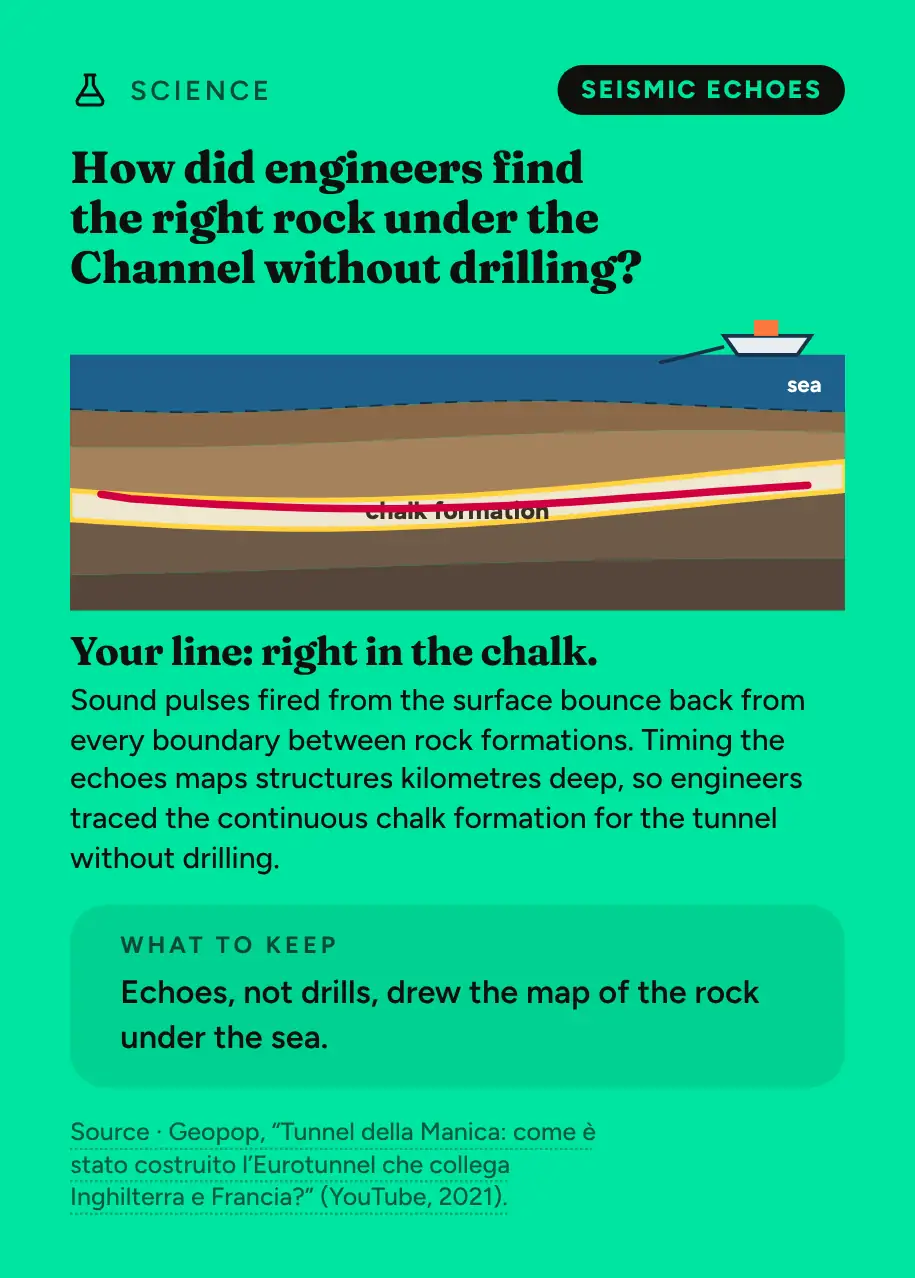 SCIENCE
SEISMIC ECHOES
How did engineers find
the right rock under the
Channel without drilling?
sea
chalk formation
Your line: right in the chalk.
Sound pulses fired from the surface bounce back from
every boundary between rock formations. Timing the
echoes maps structures kilometres deep, so engineers
traced the continuous chalk formation for the tunnel
without drilling.
WHAT TO KEEP
Echoes, not drills, drew the map of the rock
under the sea.
Source · Geopop, “Tunnel della Manica: come è
stato costruito l’Eurotunnel che collega
Inghilterra e Francia?” (YouTube, 2021).